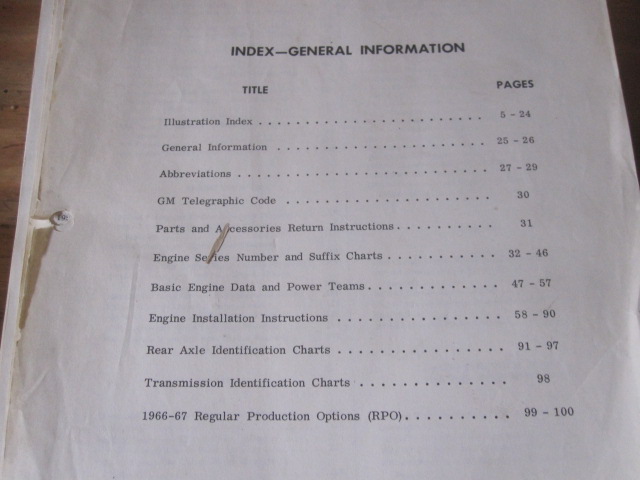 INDEX—GENERAL INFORMATION
TITLE PAGES
Illustration Index . . . . . . . . . . . . . . . . . . . . . . . 5 - 24
General Information . . . . . . . . . . . . . . . . . . . . . 25 - 26
Abbreviations . . . . . . . . . . . . . . . . . . . . . . . . 27 - 29
GM Telegraphic Code . . . . . . . . . . . . . . . . . . . . 30
Parts and Accessories Return Instructions . . . . . . . . . . 31
Engine Series Number and Suffix Charts . . . . . . . . . . . 32 - 46
Basic Engine Data and Power Teams . . . . . . . . . . . . . 47 - 57
Engine Installation Instructions . . . . . . . . . . . . . . . 58 - 90
Rear Axle Identification Charts . . . . . . . . . . . . . . . 91 - 97
Transmission Identification Charts . . . . . . . . . . . . . 98
1966-67 Regular Production Options (RPO) . . . . . . . . . . 99 - 100